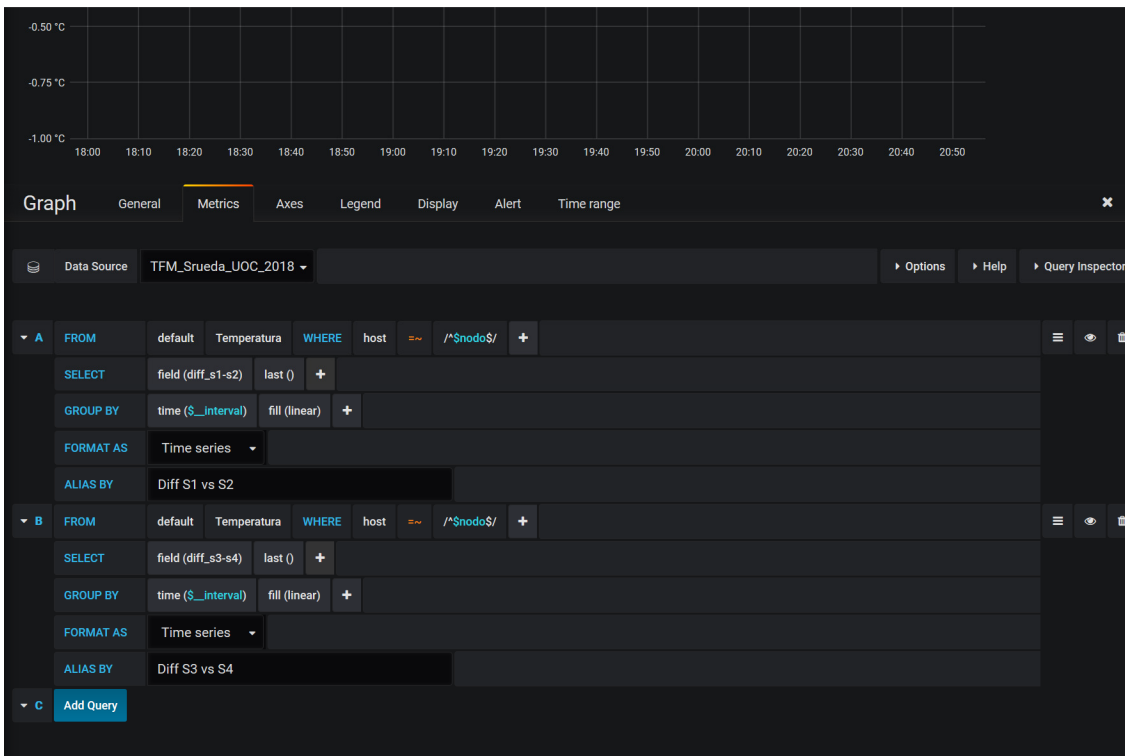 -0.50 °C
-0.75 °C
-1.00 °C
18:00 18:10 18:20 18:30 18:40 18:50 19:00 19:10 19:20 19:30 19:40 19:50 20:00 20:10 20:20 20:30 20:40 20:50
Graph General Metrics Axes Legend Display Alert Time range
Data Source TFM_Srueda_UOC_2018 Options Help Query Inspector
A FROM default Temperatura WHERE host =~ /^$nodo$/ +
SELECT field (diff_s1-s2) last () +
GROUP BY time ($__interval) fill (linear) +
FORMAT AS Time series
ALIAS BY Diff S1 vs S2
B FROM default Temperatura WHERE host =~ /^$nodo$/ +
SELECT field (diff_s3-s4) last () +
GROUP BY time ($__interval) fill (linear) +
FORMAT AS Time series
ALIAS BY Diff S3 vs S4
C Add Query